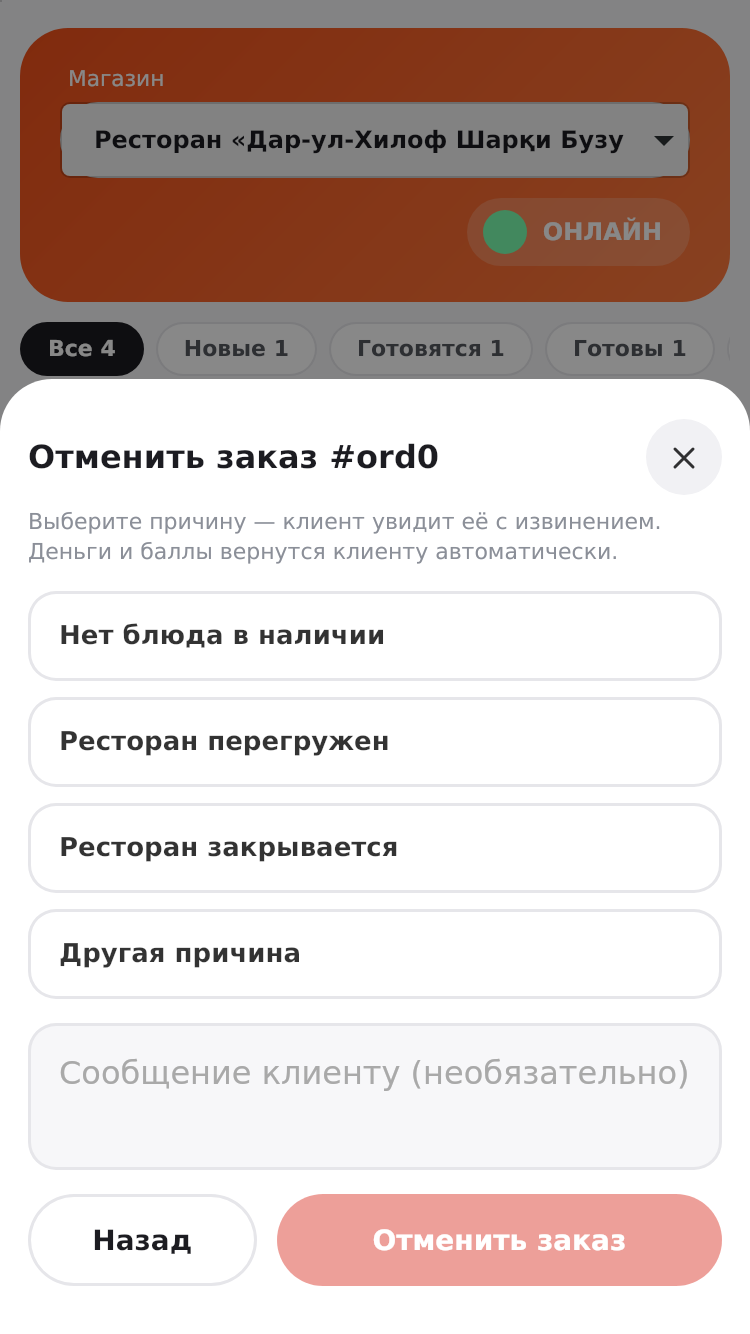 Магазин
Ресторан «Дар-ул-Хилоф Шарқи Бузу
ОНЛАЙН
Все 4
Новые 1
Готовятся 1
Готовы 1
Отменить заказ #ord0
Выберите причину — клиент увидит её с извинением.
Деньги и баллы вернутся клиенту автоматически.
Нет блюда в наличии
Ресторан перегружен
Ресторан закрывается
Другая причина
Сообщение клиенту (необязательно)
Назад
Отменить заказ